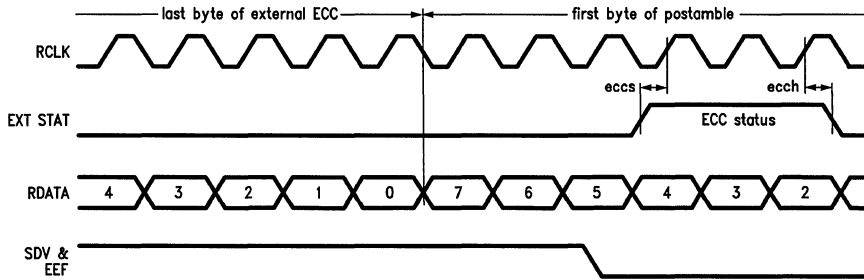 last byte of external ECC first byte of postamble
RCLK
eccs ecch
EXT STAT ECC status
RDATA 4 3 2 1 0 7 6 5 4 3 2
SDV &
EEF